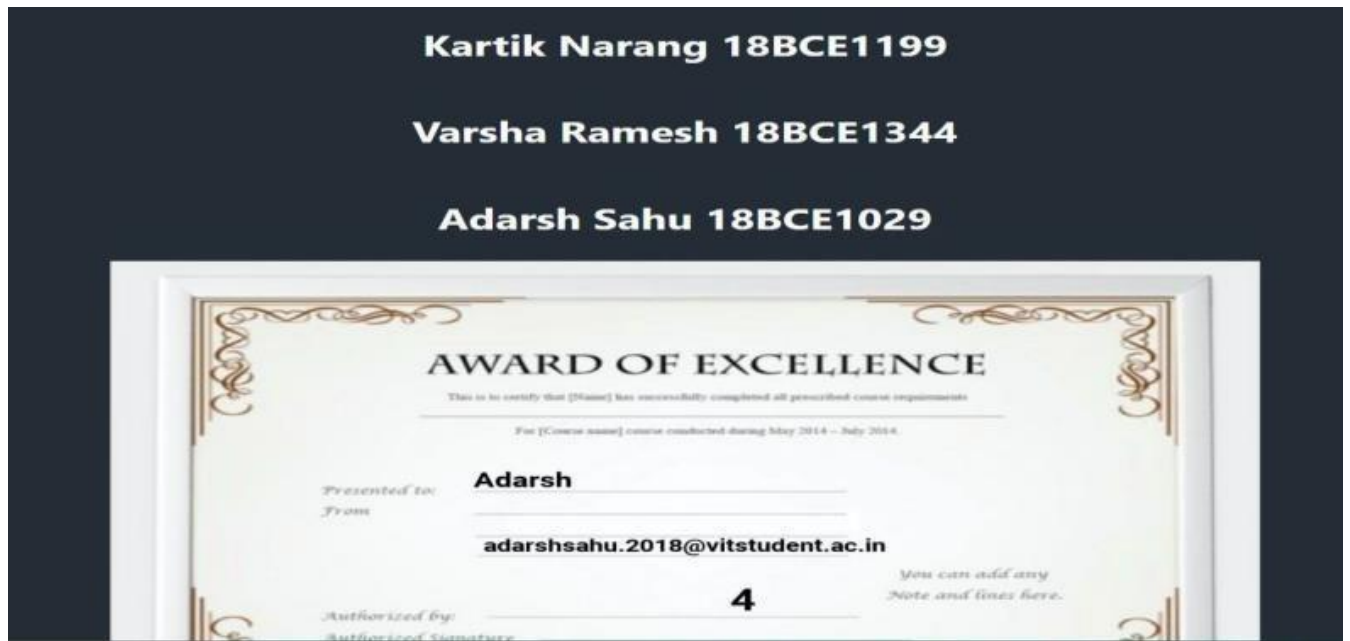 Kartik Narang 18BCE1199
Varsha Ramesh 18BCE1344
Adarsh Sahu 18BCE1029
AWARD OF EXCELLENCE
This is to certify that [Name] has successfully completed all prescribed course requirements
For [Course name] course conducted during May 2014 – July 2014
Presented to: Adarsh
From
adarshsahu.2018@vitstudent.ac.in
You can add any
Note and lines here.
4
Authorized by:
Authorized Signature